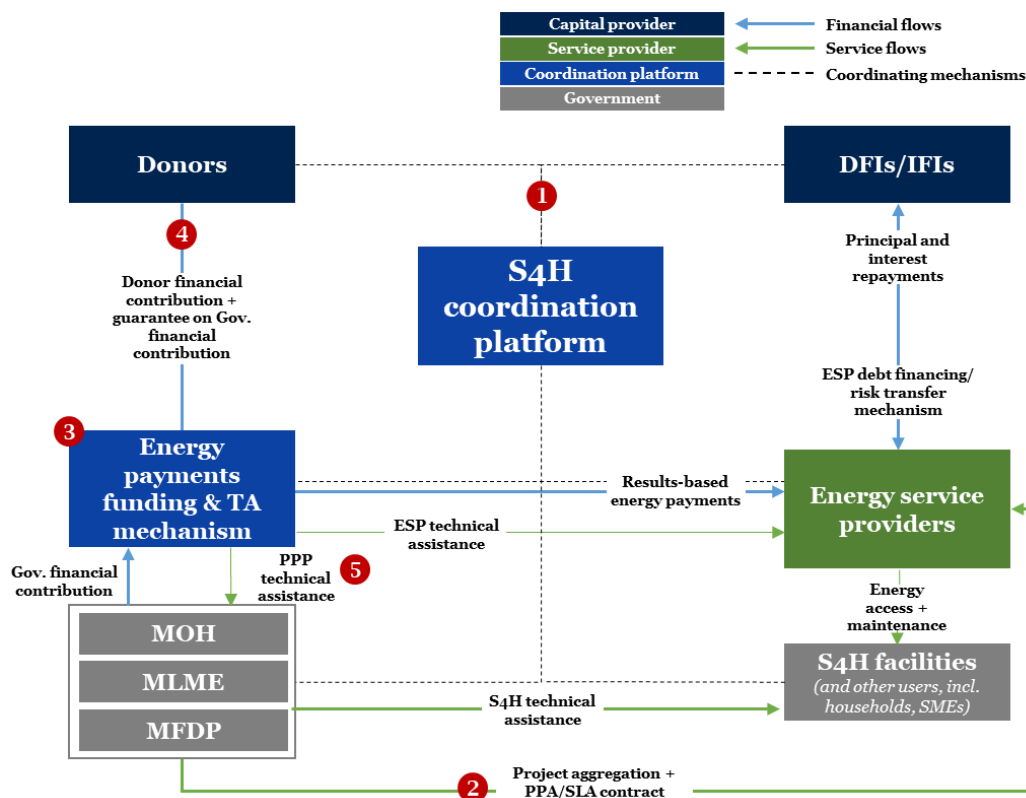 Capital provider
Financial flows
Service provider
Service flows
Coordination platform
Coordinating mechanisms
Government
Donors
DFIs/IFIs
1
4
S4H
coordination
platform
Principal and
interest
repayments
Donor financial
contribution +
guarantee on Gov.
financial
contribution
ESP debt financing/
risk transfer
mechanism
3
Energy
payments
funding & TA
mechanism
Results-based
energy payments
Energy service
providers
ESP technical
assistance
Gov. financial
contribution
PPP
technical
assistance
5
Energy
access +
maintenance
MOH
MLME
MFDP
S4H technical
assistance
S4H facilities
(and other users, incl.
households, SMEs)
2
Project aggregation +
PPA/SLA contract